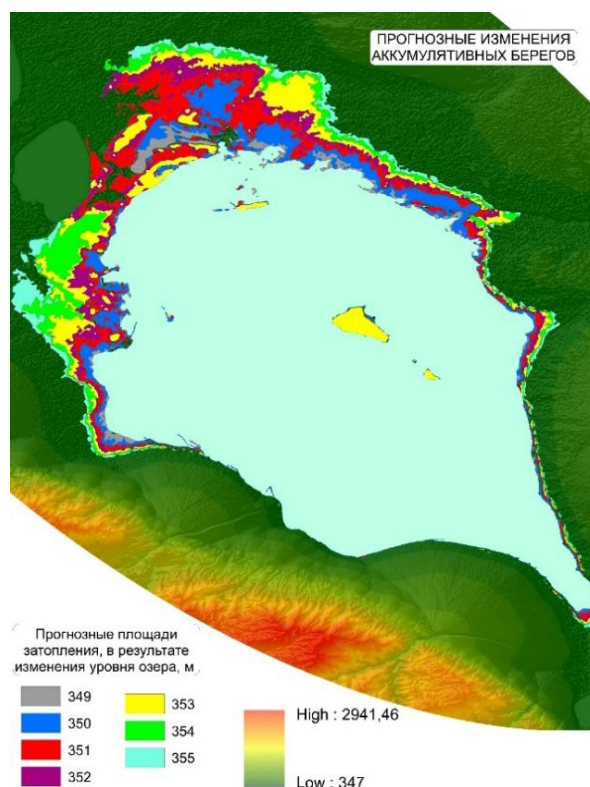 ПРОГНОЗНЫЕ ИЗМЕНЕНИЯ
АККУМУЛЯТИВНЫХ БЕРЕГОВ
Прогнозные площади
затопления, в результате
изменения уровня озера, м
349
350
351
352
353
354
355
High : 2941,46
Low : 347